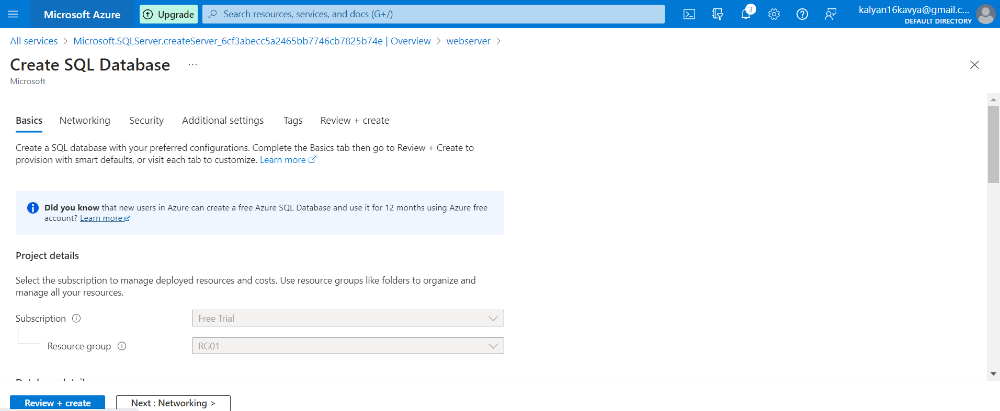 Microsoft Azure
Upgrade
Search resources, services, and docs (G+/)
3
kalyan16kavya@gmail.c...
DEFAULT DIRECTORY
All services > Microsoft.SQLServer.createServer_6cf3abecc5a2465bb7746cb7825b74e | Overview > webserver >
Create SQL Database ...
Microsoft
Basics Networking Security Additional settings Tags Review + create
Create a SQL database with your preferred configurations. Complete the Basics tab then go to Review + Create to
provision with smart defaults, or visit each tab to customize. Learn more
Did you know that new users in Azure can create a free Azure SQL Database and use it for 12 months using Azure free
account? Learn more
Project details
Select the subscription to manage deployed resources and costs. Use resource groups like folders to organize and
manage all your resources.
Subscription
Free Trial
Resource group
RG01
Review + create
Next : Networking >